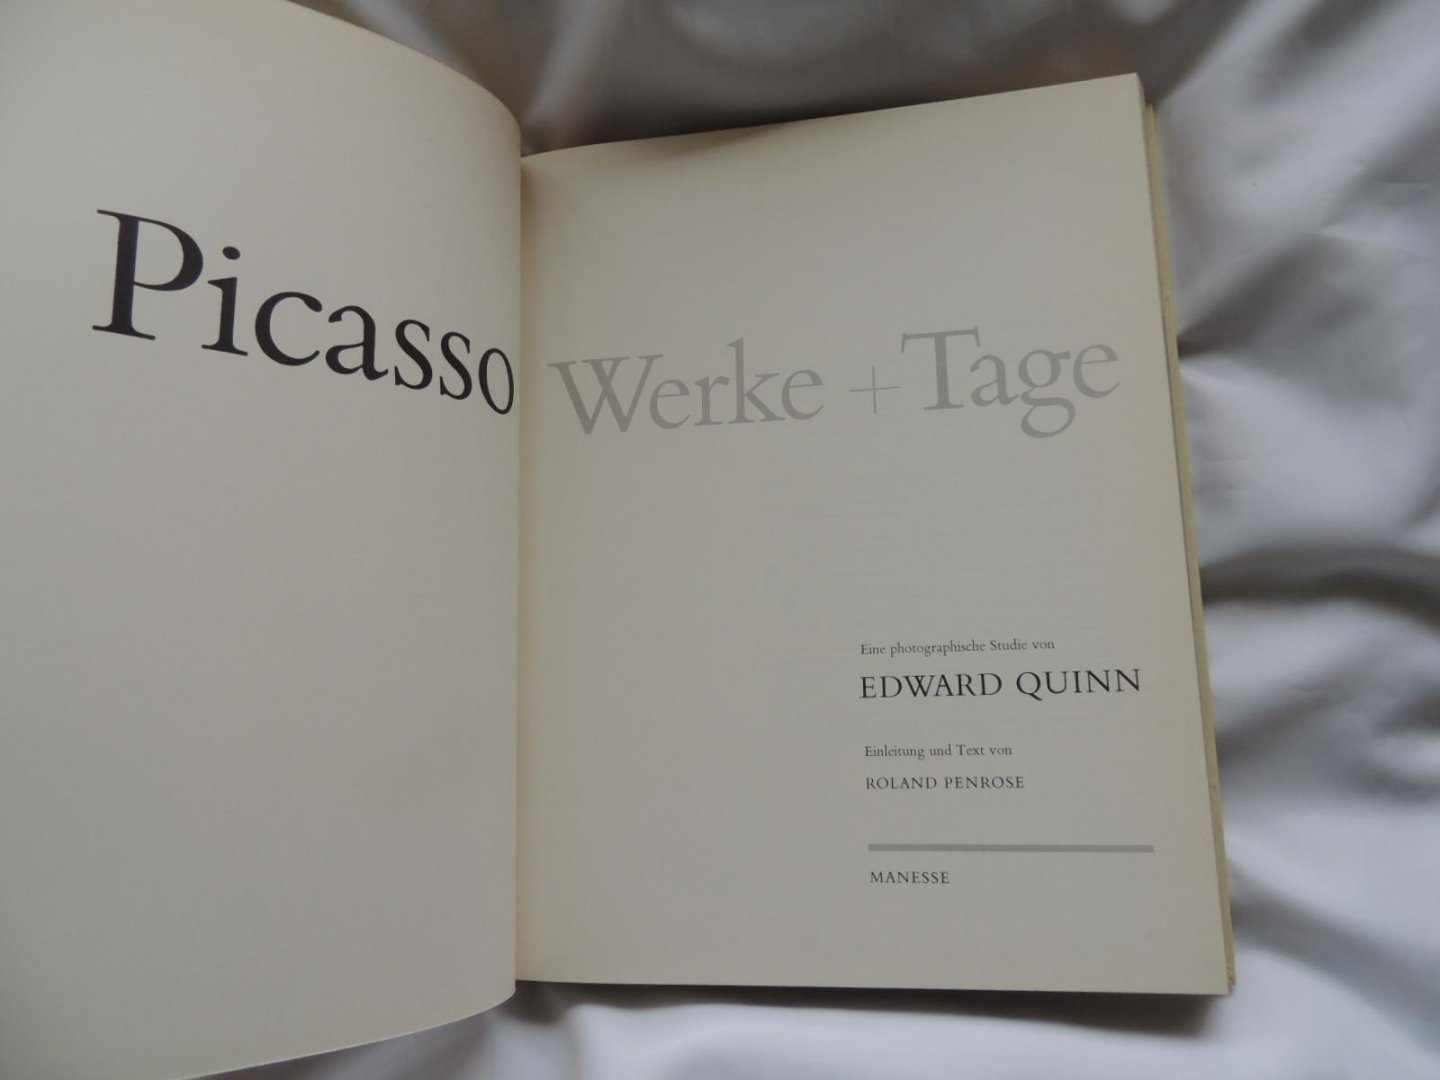 Picasso Werke + Tage
Eine photographische Studie von
EDWARD QUINN
Einleitung und Text von
ROLAND PENROSE
MANESSE